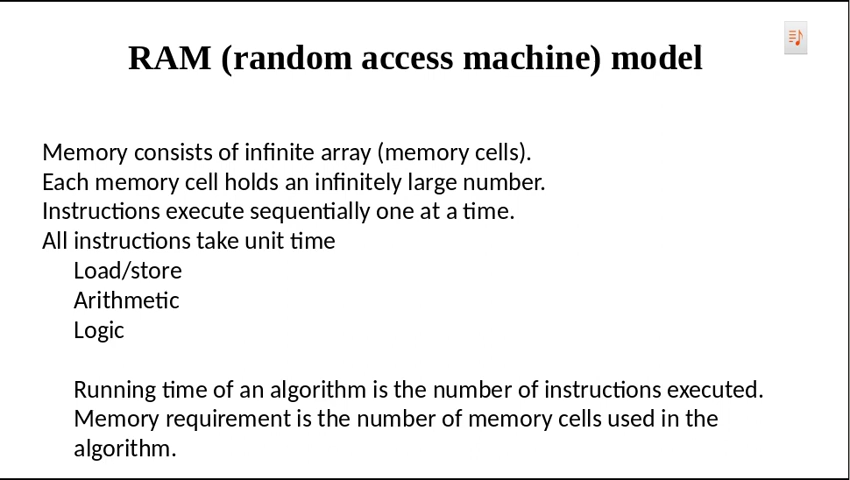 RAM (random access machine) model
Memory consists of infinite array (memory cells).
Each memory cell holds an infinitely large number.
Instructions execute sequentially one at a time.
All instructions take unit time
Load/store
Arithmetic
Logic
Running time of an algorithm is the number of instructions executed.
Memory requirement is the number of memory cells used in the
algorithm.